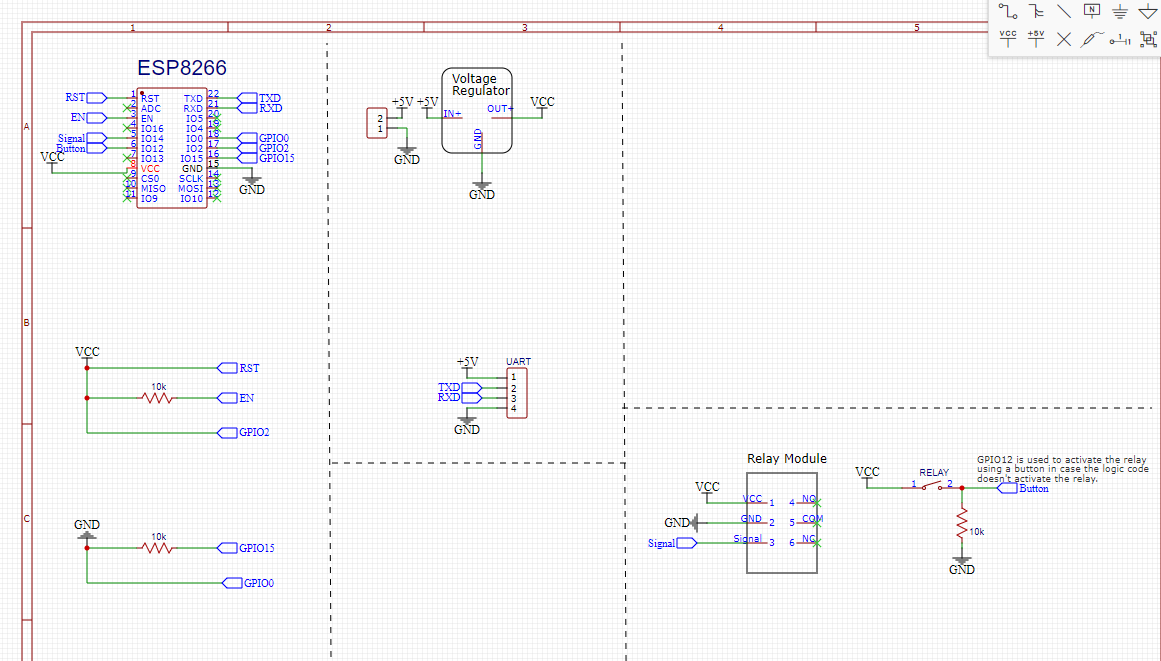 N
VCC
+5V
1
2
3
4
5
A
B
C
ESP8266
RST
EN
Signal
Button
VCC
1
2
3
4
5
6
7
8
9
10
11
RST
ADC
EN
IO16
IO14
IO12
IO13
VCC
CS0
MISO
IO9
TXD
RXD
IO5
IO4
IO0
IO2
IO15
GND
SCLK
MOSI
IO10
22
21
20
19
18
17
16
15
14
13
12
TXD
RXD
GPIO0
GPIO2
GPIO15
GND
+5V
+5V
2
1
GND
Voltage
Regulator
IN+
OUT+
GND
VCC
GND
VCC
RST
10k
EN
GPIO2
+5V
UART
TXD
RXD
1
2
3
4
GND
GND
10k
GPIO15
GPIO0
Relay Module
VCC
GND
Signal
VCC
GND
Signal
1
2
3
4
5
6
NO
COM
NC
VCC
RELAY
1
2
GPIO12 is used to activate the relay
using a button in case the logic code
doesn't activate the relay.
Button
10k
GND